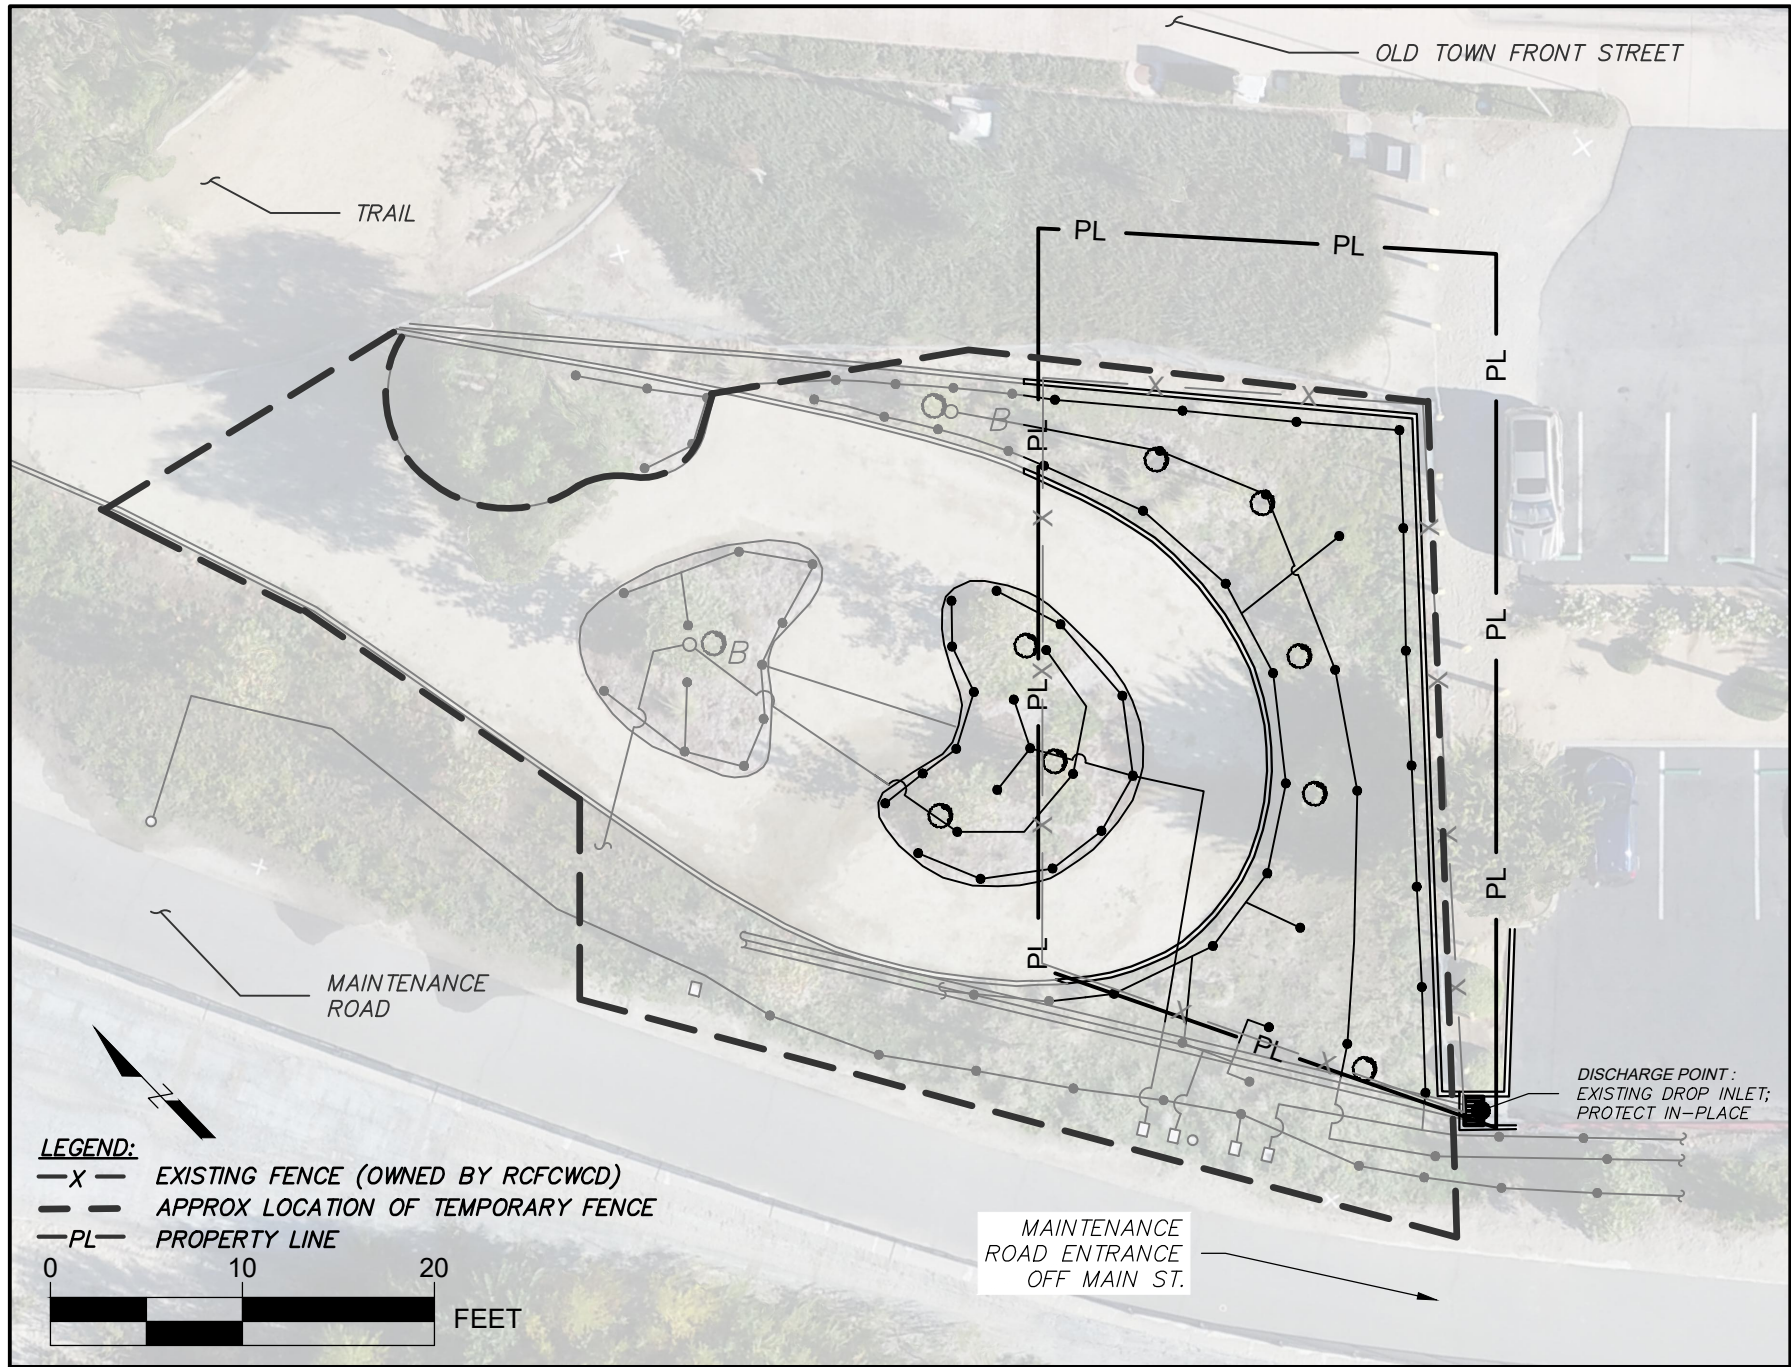 OLD TOWN FRONT STREET
TRAIL
PL
PL
PL
PL
B
X
X
X
X
B
X
PL
X
PL
X
X
PL
PL
X
X
PL
X
MAINTENANCE
ROAD
DISCHARGE POINT :
EXISTING DROP INLET;
PROTECT IN-PLACE
MAINTENANCE
ROAD ENTRANCE
OFF MAIN ST.
N
LEGEND:
X EXISTING FENCE (OWNED BY RCFCWCD)
APPROX LOCATION OF TEMPORARY FENCE
PL PROPERTY LINE
0 10 20
FEET